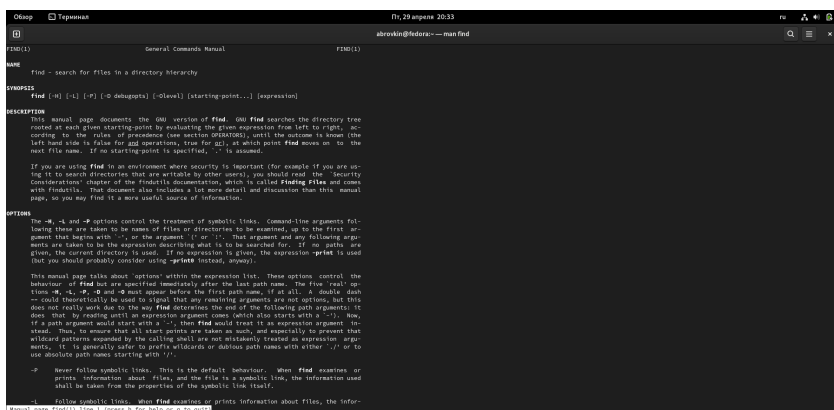 Обзор Терминал Пт, 29 апреля 20:33 ru
abrovkin@fedora:~ — man find
FIND(1) General Commands Manual FIND(1)
NAME
find - search for files in a directory hierarchy
SYNOPSIS
find [-H] [-L] [-P] [-D debugopts] [-Olevel] [starting-point...] [expression]
DESCRIPTION
This manual page documents the GNU version of find. GNU find searches the directory tree
rooted at each given starting-point by evaluating the given expression from left to right, ac-
cording to the rules of precedence (see section OPERATORS), until the outcome is known (the
left hand side is false for and operations, true for or), at which point find moves on to the
next file name. If no starting-point is specified, `.' is assumed.
If you are using find in an environment where security is important (for example if you are us-
ing it to search directories that are writable by other users), you should read the `Security
Considerations' chapter of the findutils documentation, which is called Finding Files and comes
with findutils. That document also includes a lot more detail and discussion than this manual
page, so you may find it a more useful source of information.
OPTIONS
The -H, -L and -P options control the treatment of symbolic links. Command-line arguments fol-
lowing these are taken to be names of files or directories to be examined, up to the first ar-
gument that begins with `-', or the argument `(' or `!'. That argument and any following argu-
ments are taken to be the expression describing what is to be searched for. If no paths are
given, the current directory is used. If no expression is given, the expression -print is used
(but you should probably consider using -print0 instead, anyway).
This manual page talks about `options' within the expression list. These options control the
behaviour of find but are specified immediately after the last path name. The five `real' op-
tions -H, -L, -P, -D and -O must appear before the first path name, if at all. A double dash
-- could theoretically be used to signal that any remaining arguments are not options, but this
does not really work due to the way find determines the end of the following path arguments: it
does that by reading until an expression argument comes (which also starts with a `-'). Now,
if a path argument would start with a `-', then find would treat it as expression argument in-
stead. Thus, to ensure that all start points are taken as such, and especially to prevent that
wildcard patterns expanded by the calling shell are not mistakenly treated as expression argu-
ments, it is generally safer to prefix wildcards or dubious path names with either `./' or to
use absolute path names starting with '/'.
-P Never follow symbolic links. This is the default behaviour. When find examines or
prints information about files, and the file is a symbolic link, the information used
shall be taken from the properties of the symbolic link itself.
-L Follow symbolic links. When find examines or prints information about files, the infor-
Manual page find(1) line 1 (press h for help or q to quit)